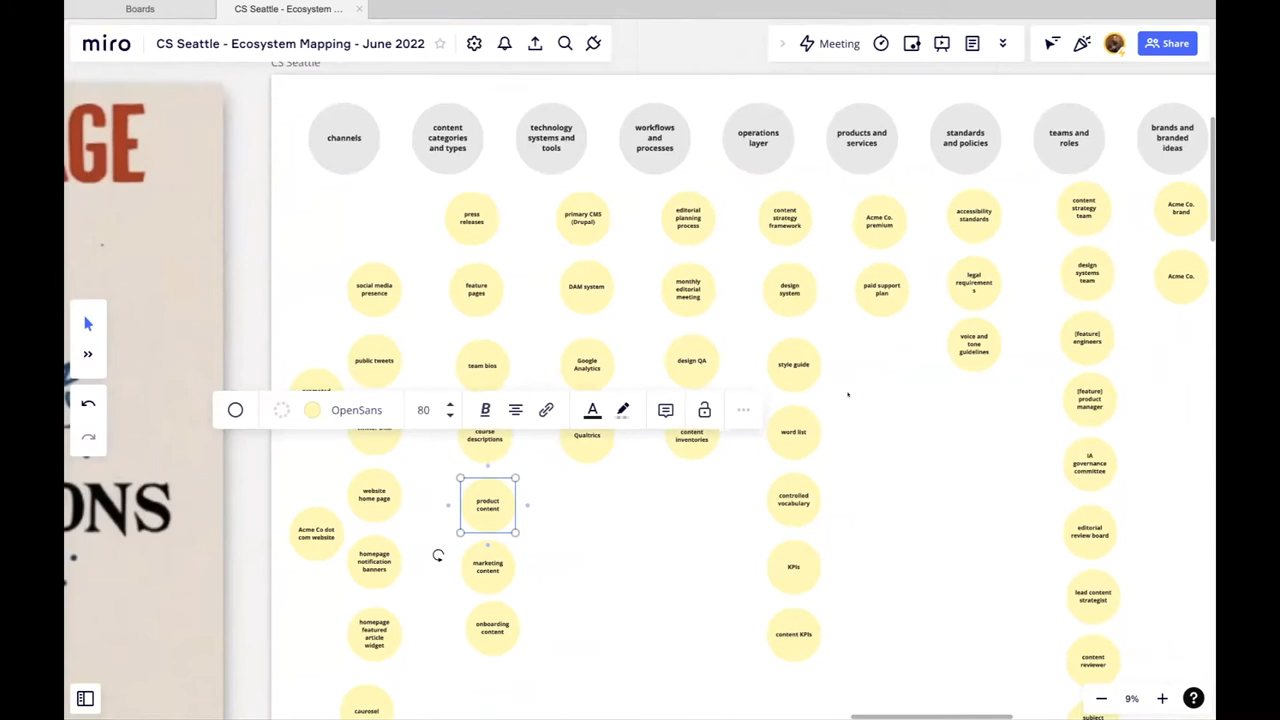 Boards
CS Seattle - Ecosystem ...
miro
CS Seattle - Ecosystem Mapping - June 2022
Meeting
Share
CS Seattle
AGE
ONS
channels
content
categories
and types
technology
systems and
tools
workflows
and
processes
operations
layer
products and
services
standards
and policies
teams and
roles
brands and
branded
ideas
press
releases
primary CMS
(Drupal)
editorial
planning
process
content
strategy
framework
Acme Co.
premium
accessibility
standards
content
strategy
team
Acme Co.
brand
social media
presence
feature
pages
DAM system
monthly
editorial
meeting
design
system
paid support
plan
legal
requirement
s
design
systems
team
Acme Co.
public tweets
team bios
Google
Analytics
design QA
style guide
voice and
tone
guidelines
[feature]
engineers
OpenSans
80
course
descriptions
Qualtrics
content
inventories
word list
[feature]
product
manager
website
home page
product
content
controlled
vocabulary
IA
governance
committee
Acme Co dot
com website
homepage
notification
banners
marketing
content
KPIs
editorial
review board
homepage
featured
article
widget
onboarding
content
content KPIs
lead content
strategist
content
reviewer
caurosel
subject
9%